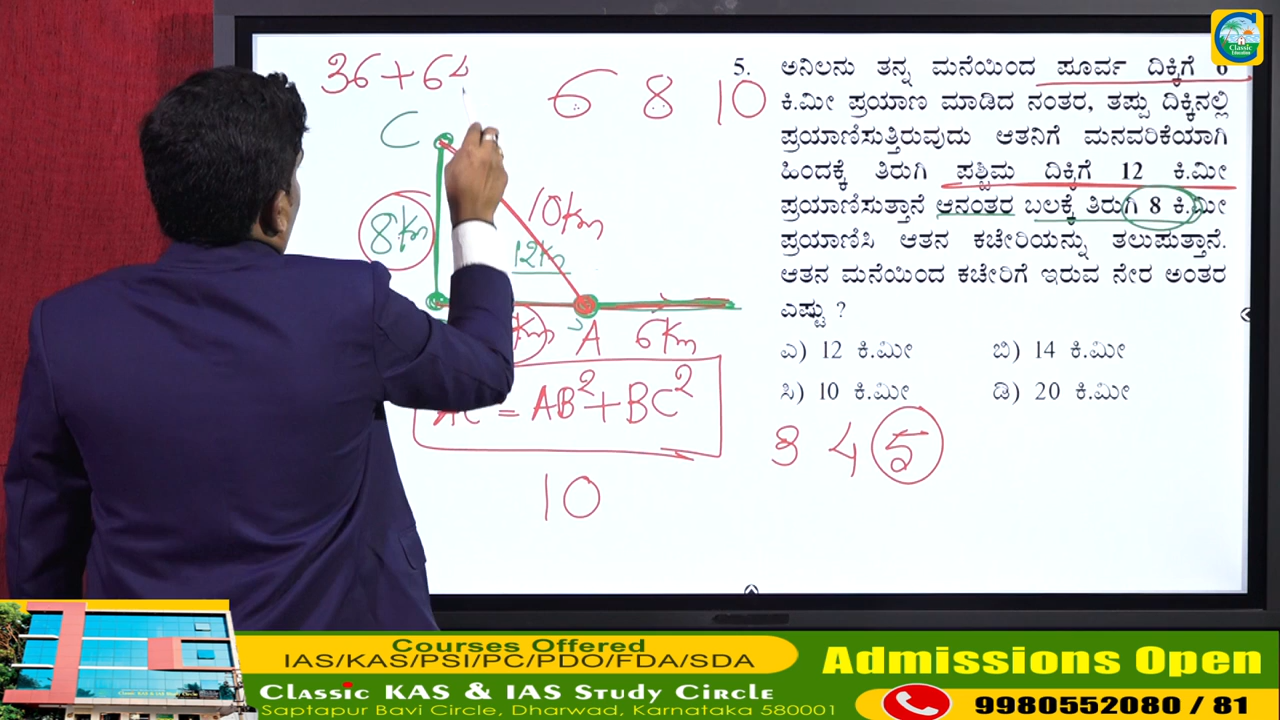 36+64
6 8 10
C
8km
10km
12km
A 6km
= AB²+BC²
10
5. ಅನಿಲನು ತನ್ನ ಮನೆಯಿಂದ ಪೂರ್ವ ದಿಕ್ಕಿಗೆ 6
ಕಿ.ಮೀ ಪ್ರಯಾಣ ಮಾಡಿದ ನಂತರ, ತಪ್ಪು ದಿಕ್ಕಿನಲ್ಲಿ
ಪ್ರಯಾಣಿಸುತ್ತಿರುವುದು ಆತನಿಗೆ ಮನವರಿಕೆಯಾಗಿ
ಹಿಂದಕ್ಕೆ ತಿರುಗಿ ಪಶ್ಚಿಮ ದಿಕ್ಕಿಗೆ 12 ಕಿ.ಮೀ
ಪ್ರಯಾಣಿಸುತ್ತಾನೆ ಆನಂತರ ಬಲಕ್ಕೆ ತಿರುಗಿ 8 ಕಿ.ಮೀ
ಪ್ರಯಾಣಿಸಿ ಆತನ ಕಚೇರಿಯನ್ನು ತಲುಪುತ್ತಾನೆ.
ಆತನ ಮನೆಯಿಂದ ಕಚೇರಿಗೆ ಇರುವ ನೇರ ಅಂತರ
ಎಷ್ಟು ?
ಎ) 12 ಕಿ.ಮೀ ಬಿ) 14 ಕಿ.ಮೀ
ಸಿ) 10 ಕಿ.ಮೀ ಡಿ) 20 ಕಿ.ಮೀ
3 4 5
Classic
Education
Courses Offered
IAS/KAS/PSI/PC/PDO/FDA/SDA
Classic KAS & IAS Study Circle
Saptapur Bavi Circle, Dharwad, Karnataka 580001
Admissions Open
9980552080 / 81